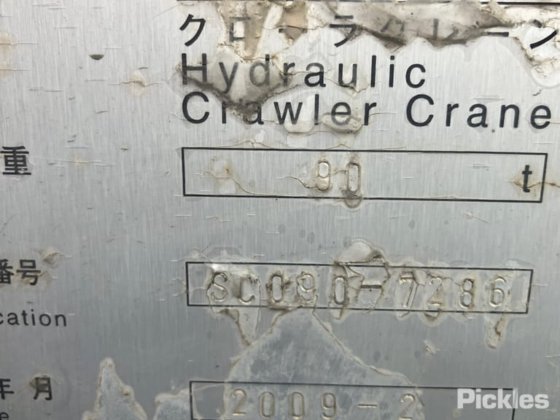 クローラクレーン
Hydraulic
Crawler Crane
重 90 t
番号 SC090-7286
cation
年 月 2009-2
Pickles